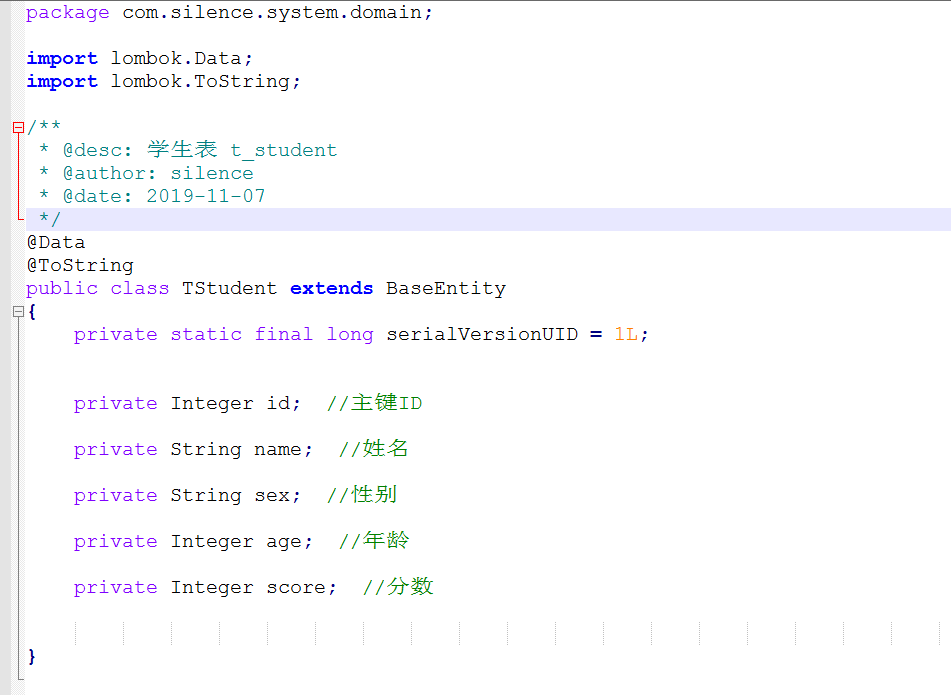 package com.silence.system.domain;
import lombok.Data;
import lombok.ToString;
/**
* @desc: 学生表 t_student
* @author: silence
* @date: 2019-11-07
*/
@Data
@ToString
public class TStudent extends BaseEntity
{
private static final long serialVersionUID = 1L;
private Integer id; //主键ID
private String name; //姓名
private String sex; //性别
private Integer age; //年龄
private Integer score; //分数
}